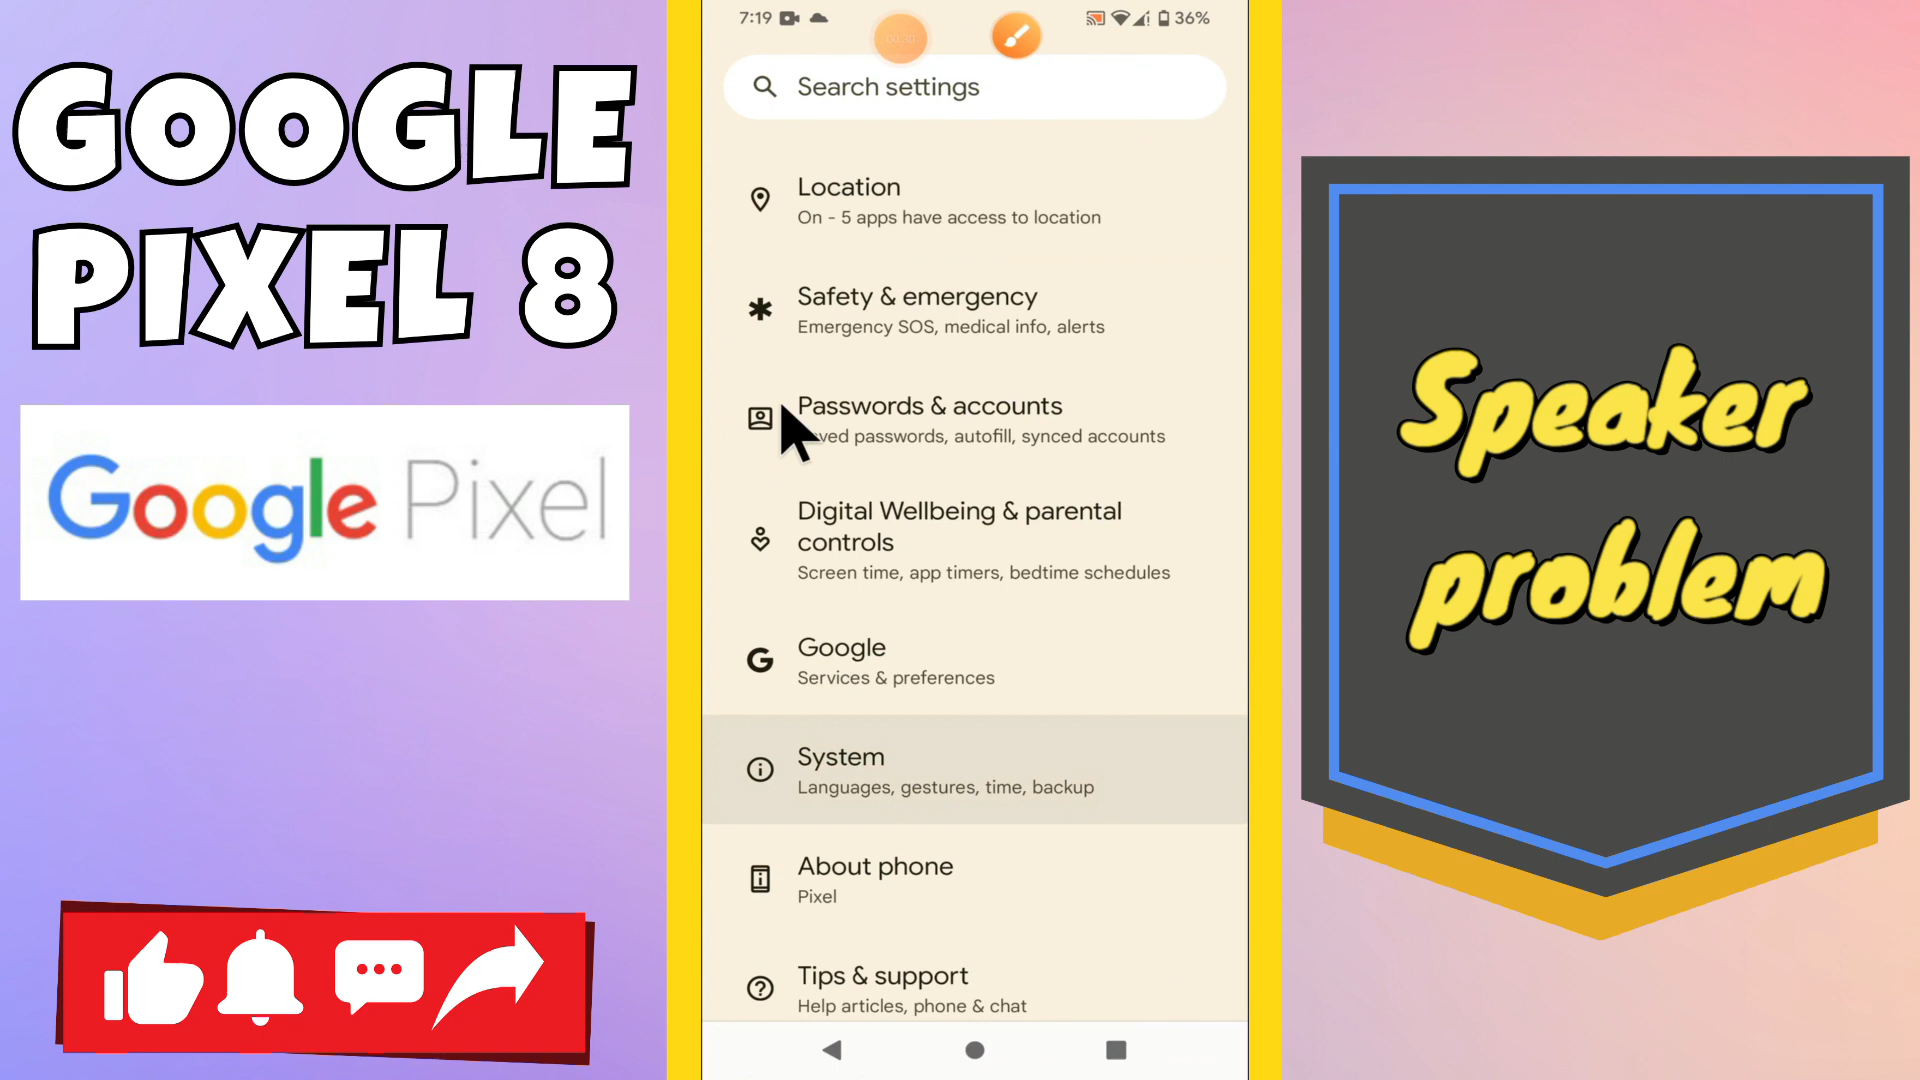 GOOGLE
PIXEL 8
Google Pixel
7:19
36%
00:30
Search settings
Location
On - 5 apps have access to location
Safety & emergency
Emergency SOS, medical info, alerts
Passwords & accounts
ved passwords, autofill, synced accounts
Digital Wellbeing & parental
controls
Screen time, app timers, bedtime schedules
Google
Services & preferences
System
Languages, gestures, time, backup
About phone
Pixel
Tips & support
Help articles, phone & chat
Speaker
problem